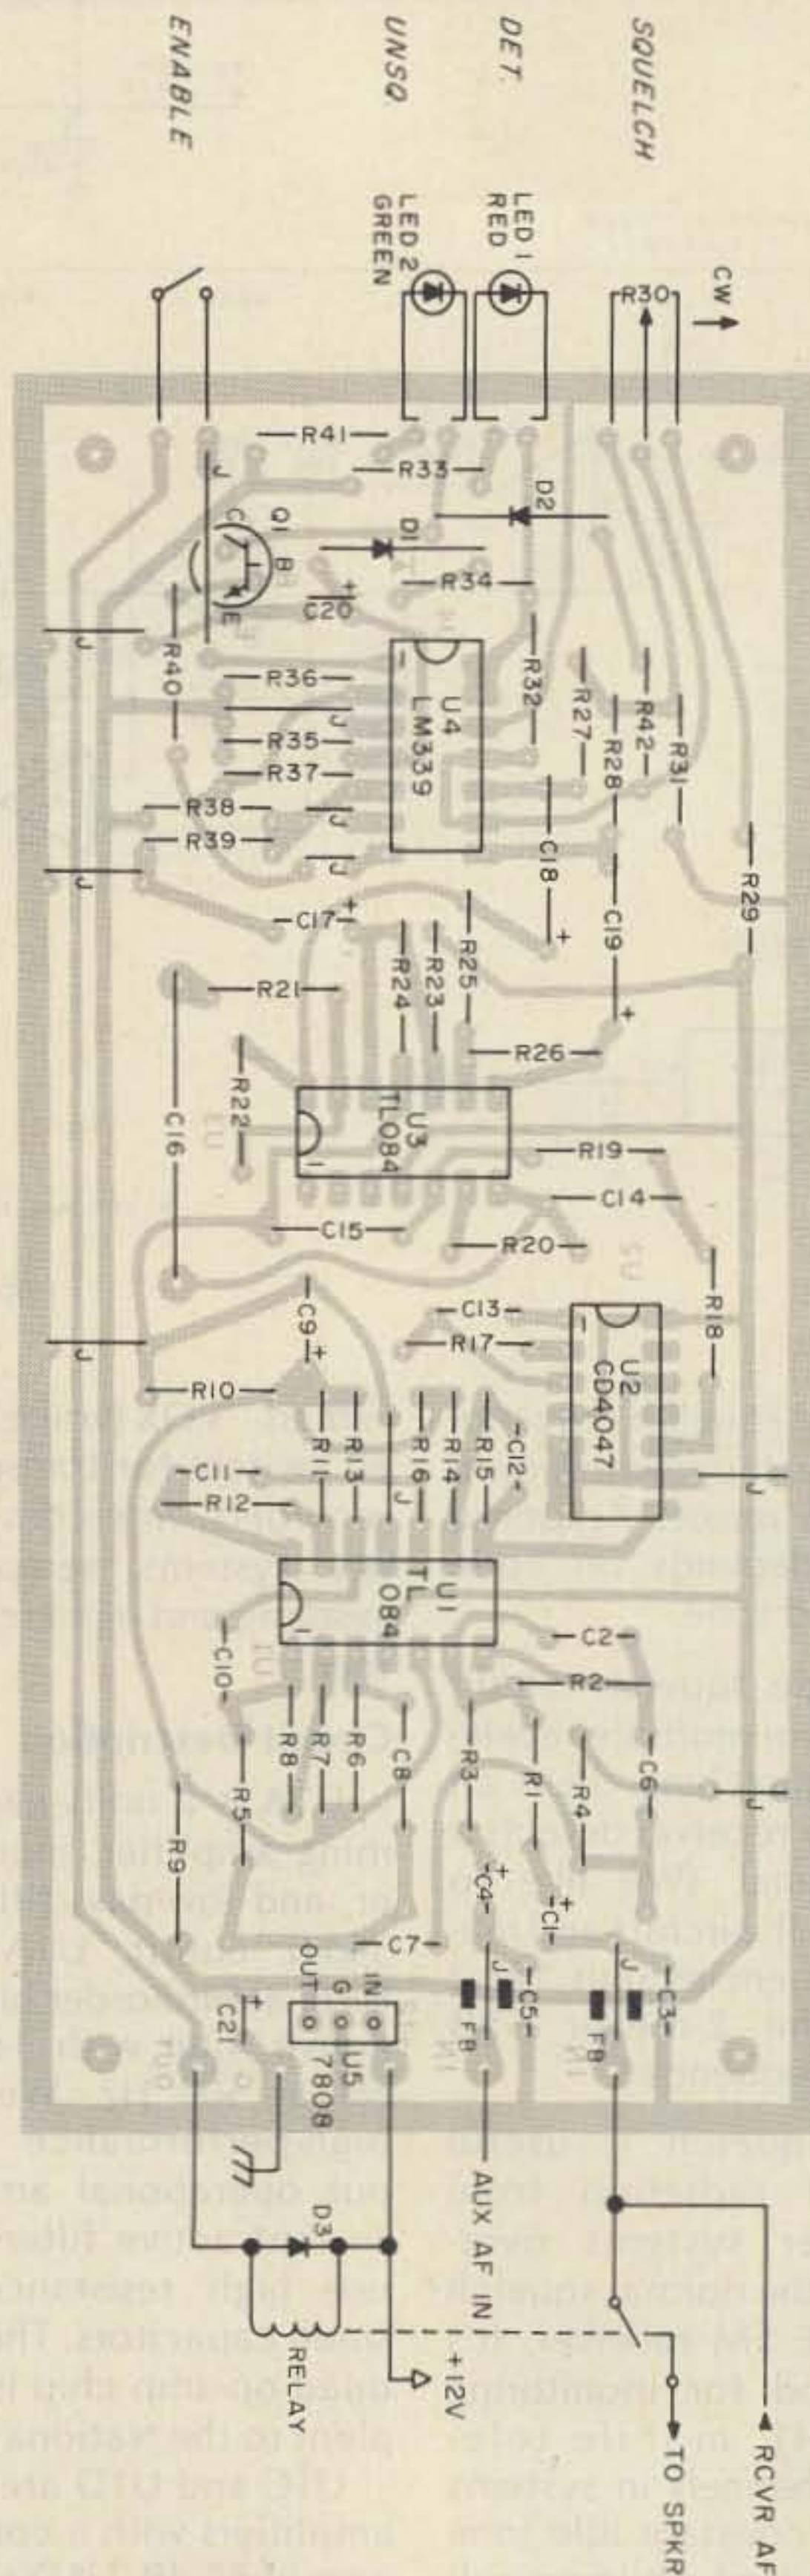 ENABLE
UNSQ.
DET.
SQUELCH
LED 2
GREEN
LED 1
RED
CW
R30
R41
R33
D2
J
C
Q1
B
E
D1
R34
+
C20
J
R40
R36
J
R35
R37
R38
J
R39
J
J
1
U4
LM339
R32
R27
R42
R28
R31
C18
+
C19
+
R29
C17
+
R21
R24
R23
R25
R26
R22
C16
U3
TL084
1
R19
C14
C15
R20
R18
C9
+
C13
R17
1
U2
CD4047
J
R10
R11
R13
J
R16
R14
R15
C12
J
C11
R12
U1
TL
084
1
C10
C2
R2
R8
R7
R6
C8
R3
R1
R4
C6
J
R5
R9
+
C4
+
C1
C7
OUT
G
IN
U5
7808
+
C21
J
FB
C5
J
FB
C3
D3
RELAY
+12V
AUX AF IN
TO SPKR
RCVR AF